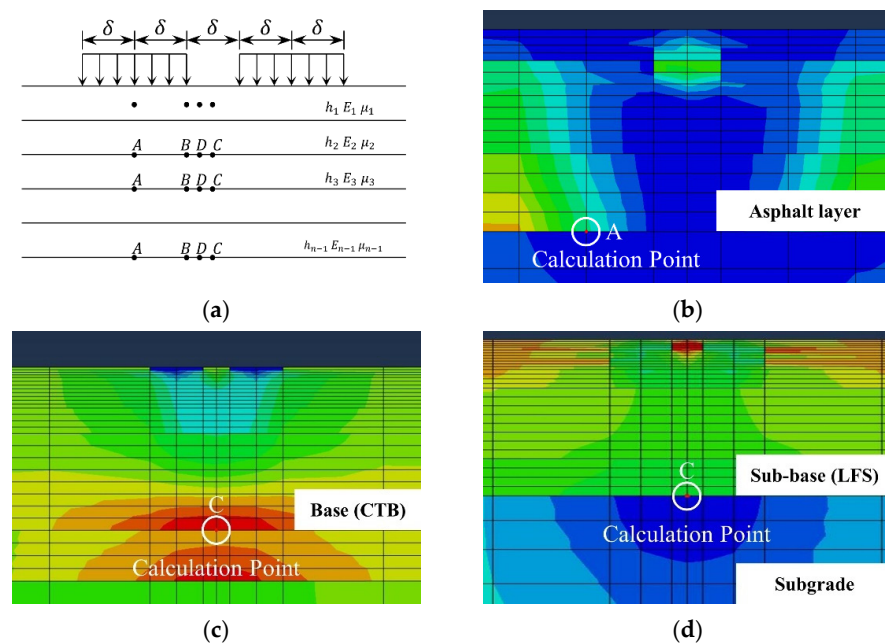 δ δ δ δ δ
h₁ E₁ μ₁
A B D C h₂ E₂ μ₂
A B D C h₃ E₃ μ₃
A B D C hₙ₋₁ Eₙ₋₁ μₙ₋₁
(a)
Asphalt layer
A
Calculation Point
(b)
C
Base (CTB)
Calculation Point
(c)
C
Sub-base (LFS)
Calculation Point
Subgrade
(d)